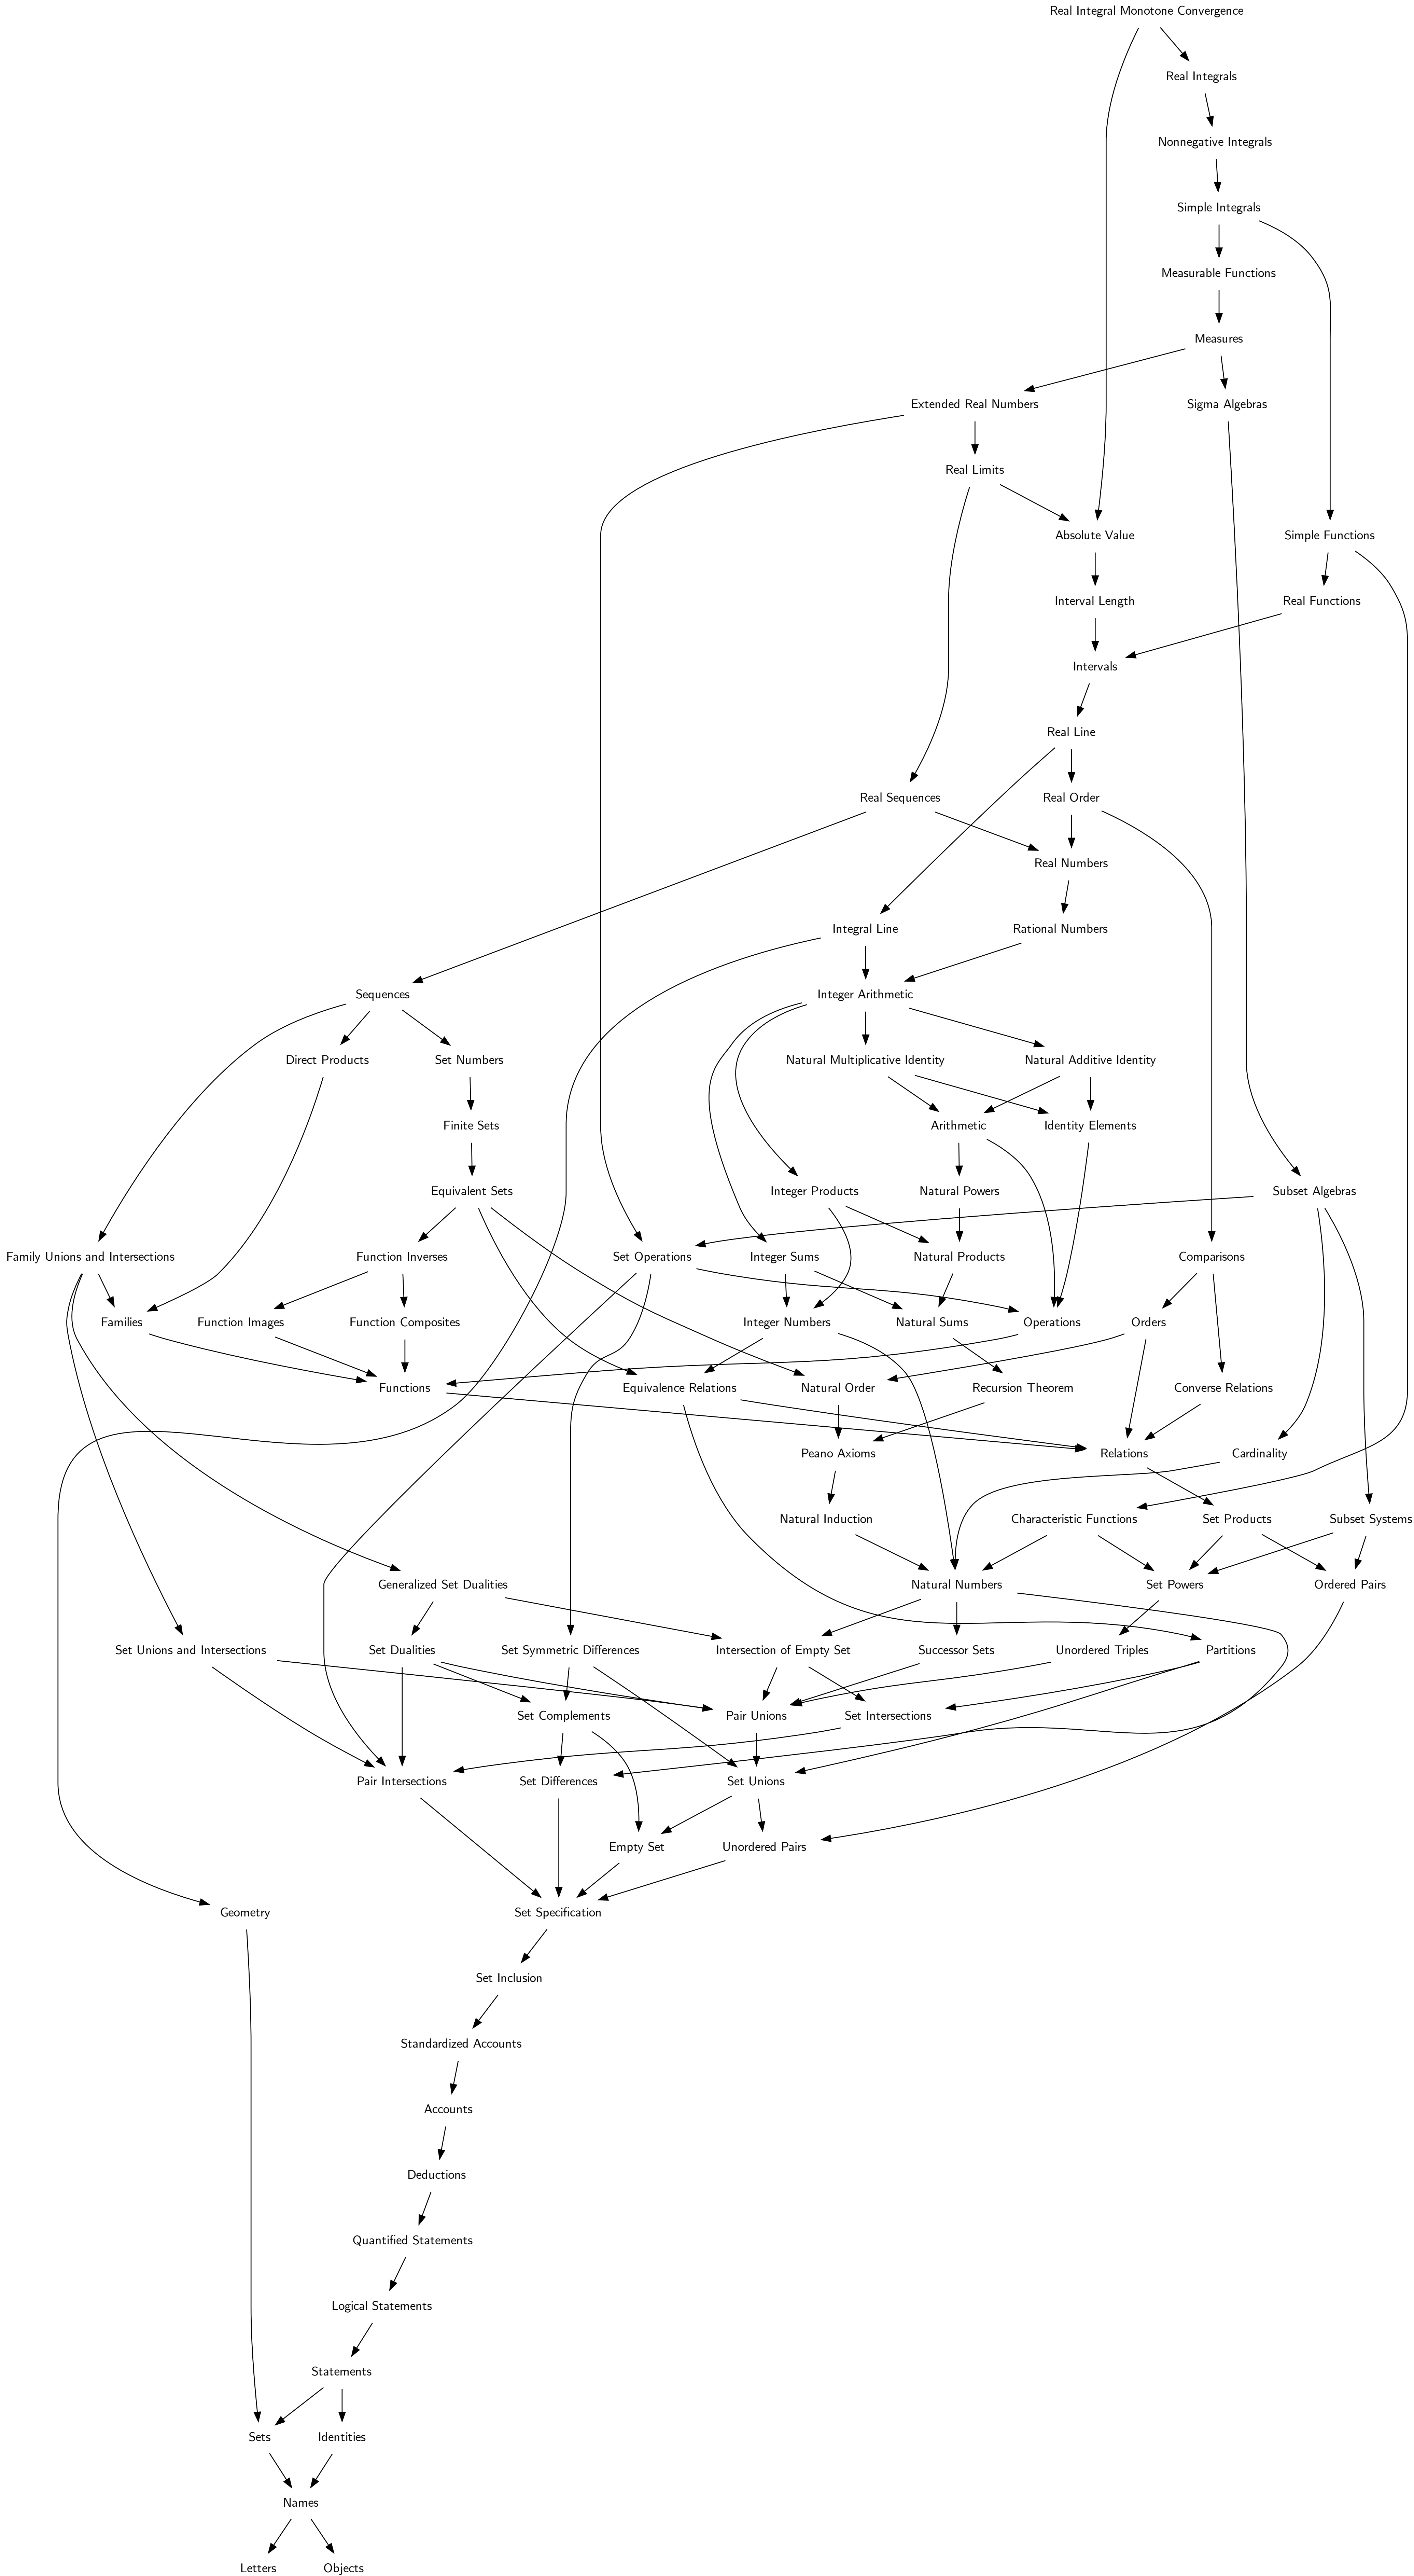 Real Integral Monotone Convergence
Real Integrals
Nonnegative Integrals
Simple Integrals
Measurable Functions
Measures
Extended Real Numbers
Sigma Algebras
Real Limits
Absolute Value
Simple Functions
Interval Length
Real Functions
Intervals
Real Line
Real Sequences
Real Order
Real Numbers
Integral Line
Rational Numbers
Sequences
Integer Arithmetic
Direct Products
Set Numbers
Natural Multiplicative Identity
Natural Additive Identity
Finite Sets
Arithmetic
Identity Elements
Equivalent Sets
Integer Products
Natural Powers
Subset Algebras
Family Unions and Intersections
Function Inverses
Set Operations
Integer Sums
Natural Products
Comparisons
Families
Function Images
Function Composites
Integer Numbers
Natural Sums
Operations
Orders
Functions
Equivalence Relations
Natural Order
Recursion Theorem
Converse Relations
Peano Axioms
Relations
Cardinality
Natural Induction
Characteristic Functions
Set Products
Subset Systems
Generalized Set Dualities
Natural Numbers
Set Powers
Ordered Pairs
Set Unions and Intersections
Set Dualities
Set Symmetric Differences
Intersection of Empty Set
Successor Sets
Unordered Triples
Partitions
Set Complements
Pair Unions
Set Intersections
Pair Intersections
Set Differences
Set Unions
Empty Set
Unordered Pairs
Geometry
Set Specification
Set Inclusion
Standardized Accounts
Accounts
Deductions
Quantified Statements
Logical Statements
Statements
Sets
Identities
Names
Letters
Objects